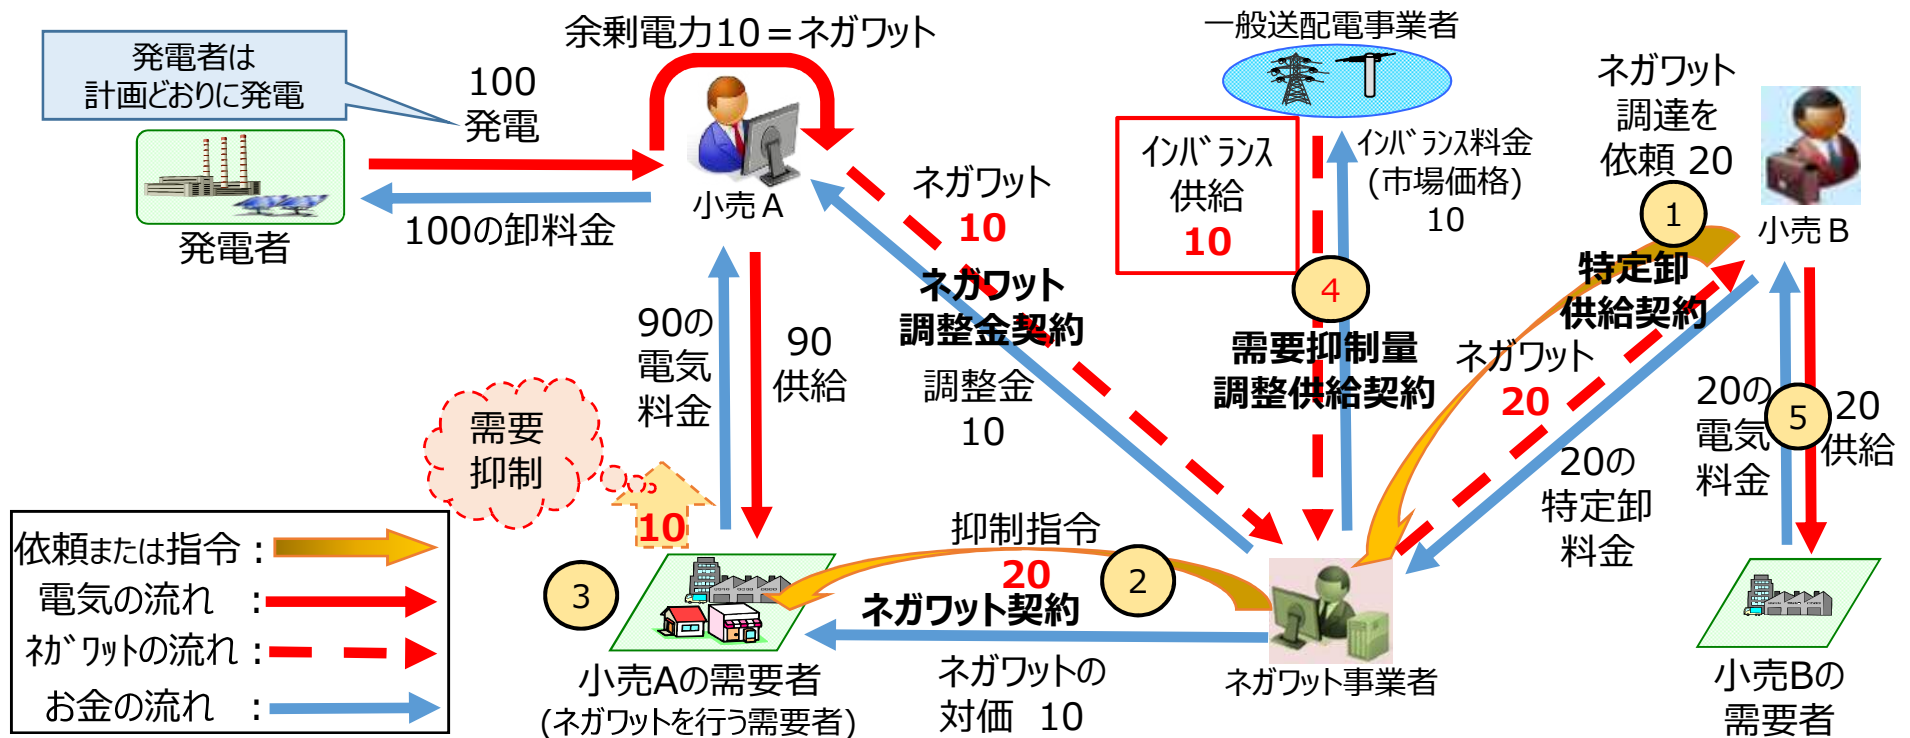 発電者は
計画どおりに発電
100
発電
発電者
100の卸料金
余剰電力10＝ネガワット
小売Ａ
ネガワット
10
ネガワット
調整金契約
調整金
10
90の
電気
料金
90
供給
需要
抑制
10
一般送配電事業者
インバランス
供給
10
インバランス料金
(市場価格)
10
4
需要抑制量
調整供給契約
ネガワット
調達を
依頼 20
1
小売Ｂ
特定卸
供給契約
ネガワット
20
20の
特定卸
料金
20の
電気
料金
5
20
供給
3
抑制指令
20
2
ネガワット契約
ネガワットの
対価 10
小売Aの需要者
(ネガワットを行う需要者)
ネガワット事業者
小売Bの
需要者
依頼または指令：
電気の流れ ：
ネガワットの流れ：
お金の流れ ：